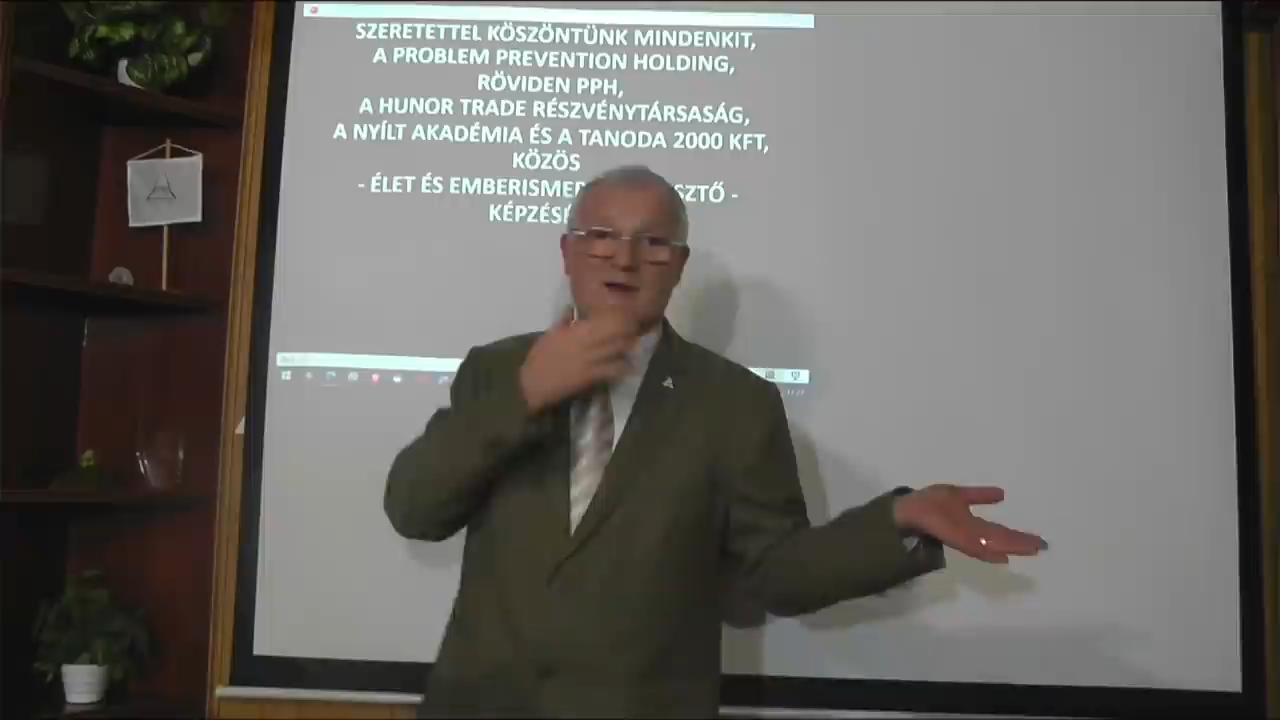 SZERETETTEL KÖSZÖNTÜNK MINDENKIT,
A PROBLEM PREVENTION HOLDING,
RÖVIDEN PPH,
A HUNOR TRADE RÉSZVÉNYTÁRSASÁG,
A NYÍLT AKADÉMIA ÉS A TANODA 2000 KFT,
KÖZÖS
- ÉLET ÉS